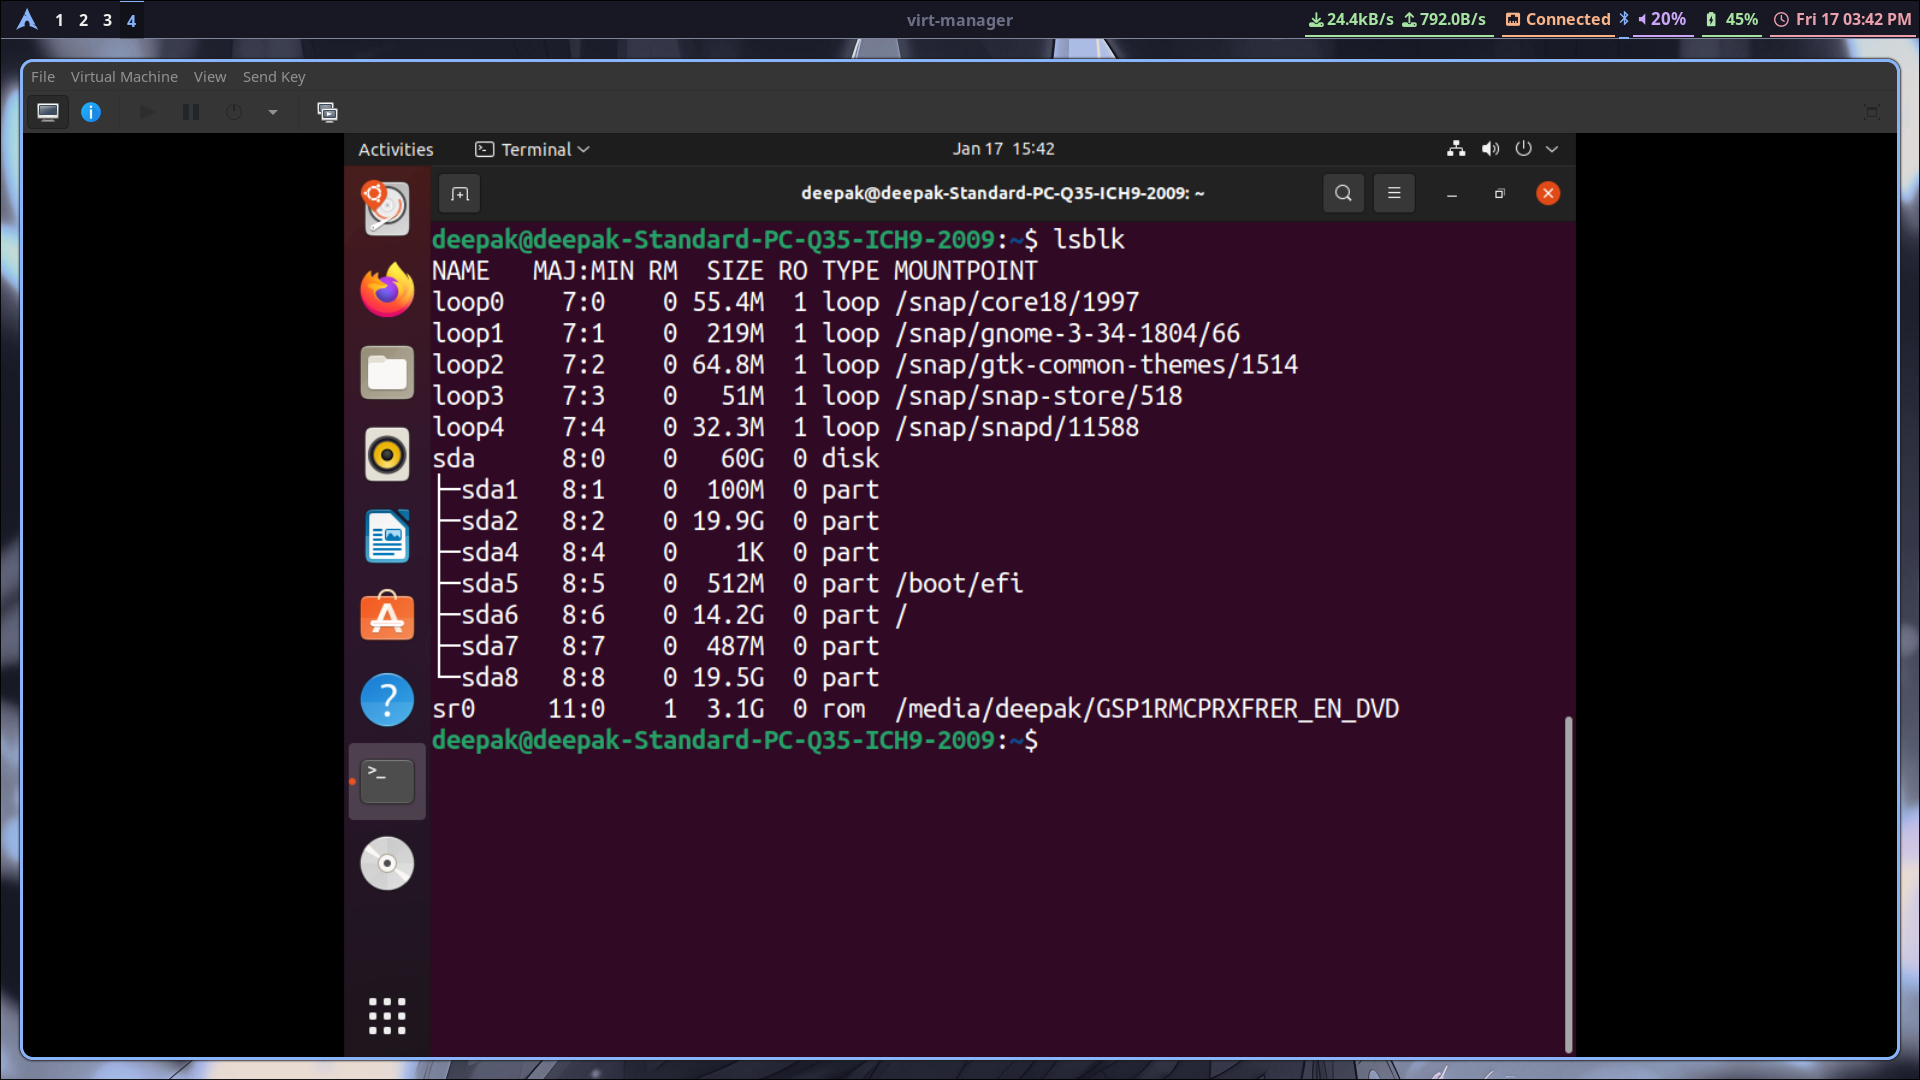 1 2 3 4 virt-manager 24.4kB/s 792.0B/s Connected 20% 45% Fri 17 03:42 PM
File Virtual Machine View Send Key
Activities Terminal Jan 17 15:42
deepak@deepak-Standard-PC-Q35-ICH9-2009: ~
deepak@deepak-Standard-PC-Q35-ICH9-2009:~$ lsblk
NAME   MAJ:MIN RM   SIZE RO TYPE MOUNTPOINT
loop0    7:0    0 55.4M  1 loop /snap/core18/1997
loop1    7:1    0  219M  1 loop /snap/gnome-3-34-1804/66
loop2    7:2    0 64.8M  1 loop /snap/gtk-common-themes/1514
loop3    7:3    0   51M  1 loop /snap/snap-store/518
loop4    7:4    0 32.3M  1 loop /snap/snapd/11588
sda      8:0    0   60G  0 disk
├─sda1   8:1    0  100M  0 part
├─sda2   8:2    0 19.9G  0 part
├─sda4   8:4    0    1K  0 part
├─sda5   8:5    0  512M  0 part /boot/efi
├─sda6   8:6    0 14.2G  0 part /
├─sda7   8:7    0  487M  0 part
└─sda8   8:8    0 19.5G  0 part
sr0     11:0    1  3.1G  0 rom  /media/deepak/GSP1RMCPRXFRER_EN_DVD
deepak@deepak-Standard-PC-Q35-ICH9-2009:~$